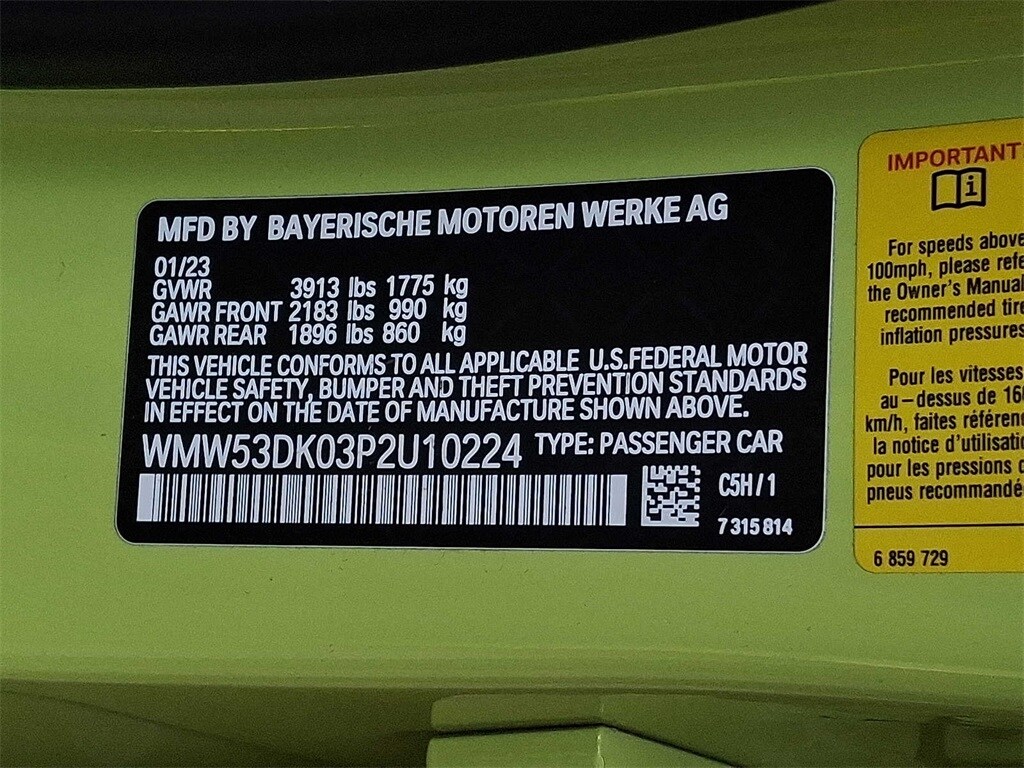 MFD BY BAYERISCHE MOTOREN WERKE AG
01/23
GVWR 3913 lbs 1775 kg
GAWR FRONT 2183 lbs 990 kg
GAWR REAR 1896 lbs 860 kg
THIS VEHICLE CONFORMS TO ALL APPLICABLE U.S.FEDERAL MOTOR
VEHICLE SAFETY, BUMPER AND THEFT PREVENTION STANDARDS
IN EFFECT ON THE DATE OF MANUFACTURE SHOWN ABOVE.
WMW53DK03P2U10224 TYPE: PASSENGER CAR
C5H/1
7 315 814
IMPORTANT
i
For speeds above
100mph, please refe
the Owner's Manual
recommended tire
inflation pressures
Pour les vitesses
au-dessus de 160
km/h, faites référenc
la notice d'utilisatio
pour les pressions d
pneus recommandé
6 859 729